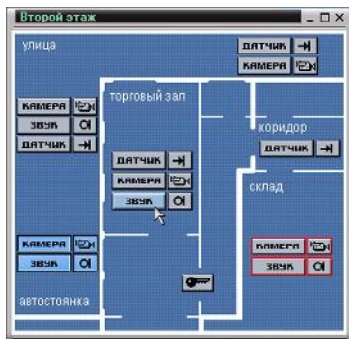 Второй этаж
улица
ДАТЧИК
КАМЕРА
торговый зал
КАМЕРА
ЗВУК
ДАТЧИК
коридор
ДАТЧИК
ДАТЧИК
КАМЕРА
ЗВУК
склад
КАМЕРА
ЗВУК
КАМЕРА
ЗВУК
автостоянка